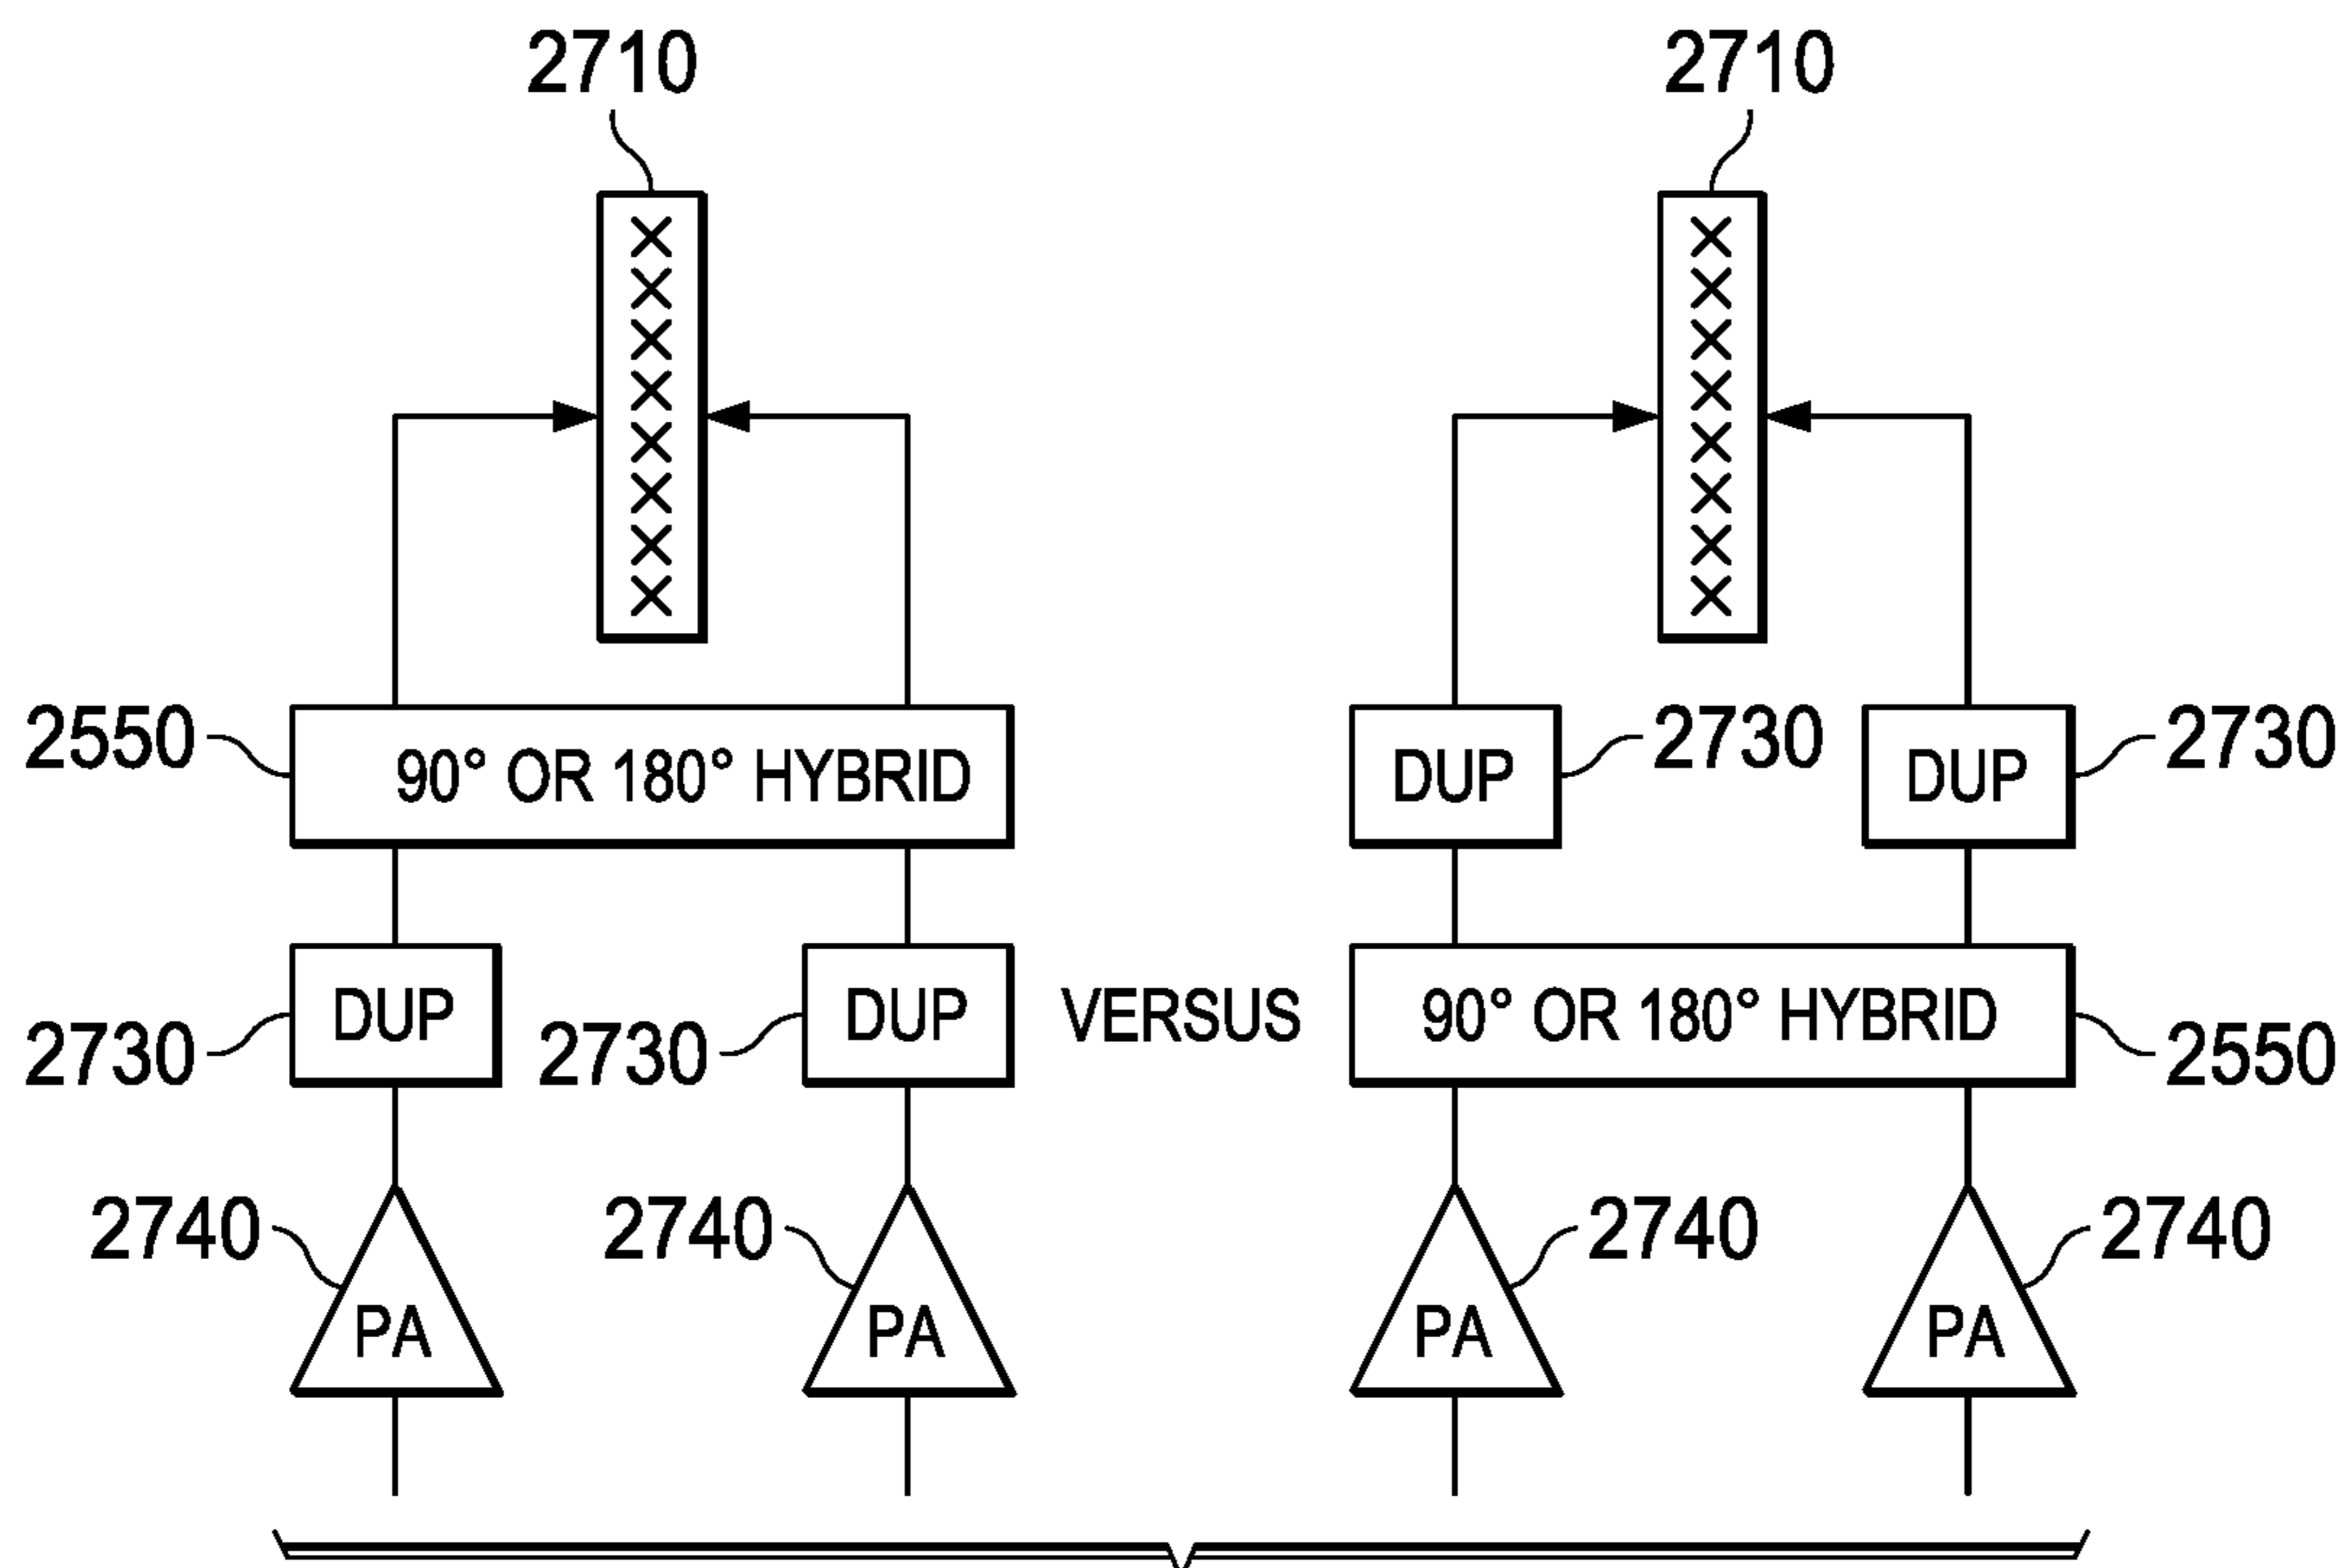 2710 2710
2550 90° OR 180° HYBRID DUP 2730 DUP 2730
2730 DUP 2730 DUP VERSUS 90° OR 180° HYBRID 2550
2740 2740 2740 2740
PA PA PA PA